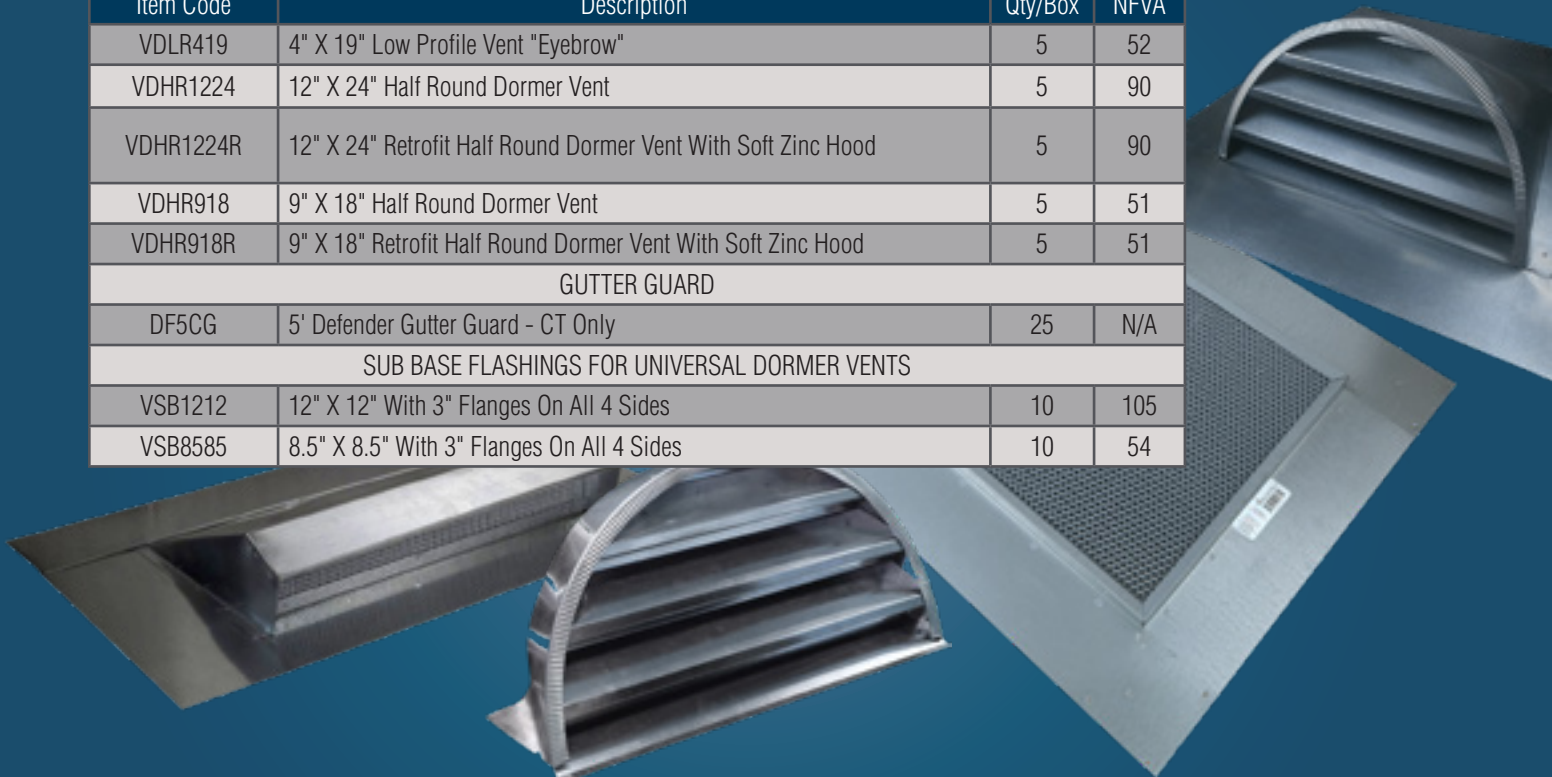 Item Code Description Qty/Box NFVA
VDLR419 4" X 19" Low Profile Vent "Eyebrow" 5 52
VDHR1224 12" X 24" Half Round Dormer Vent 5 90
VDHR1224R 12" X 24" Retrofit Half Round Dormer Vent With Soft Zinc Hood 5 90
VDHR918 9" X 18" Half Round Dormer Vent 5 51
VDHR918R 9" X 18" Retrofit Half Round Dormer Vent With Soft Zinc Hood 5 51
GUTTER GUARD
DF5CG 5' Defender Gutter Guard - CT Only 25 N/A
SUB BASE FLASHINGS FOR UNIVERSAL DORMER VENTS
VSB1212 12" X 12" With 3" Flanges On All 4 Sides 10 105
VSB8585 8.5" X 8.5" With 3" Flanges On All 4 Sides 10 54